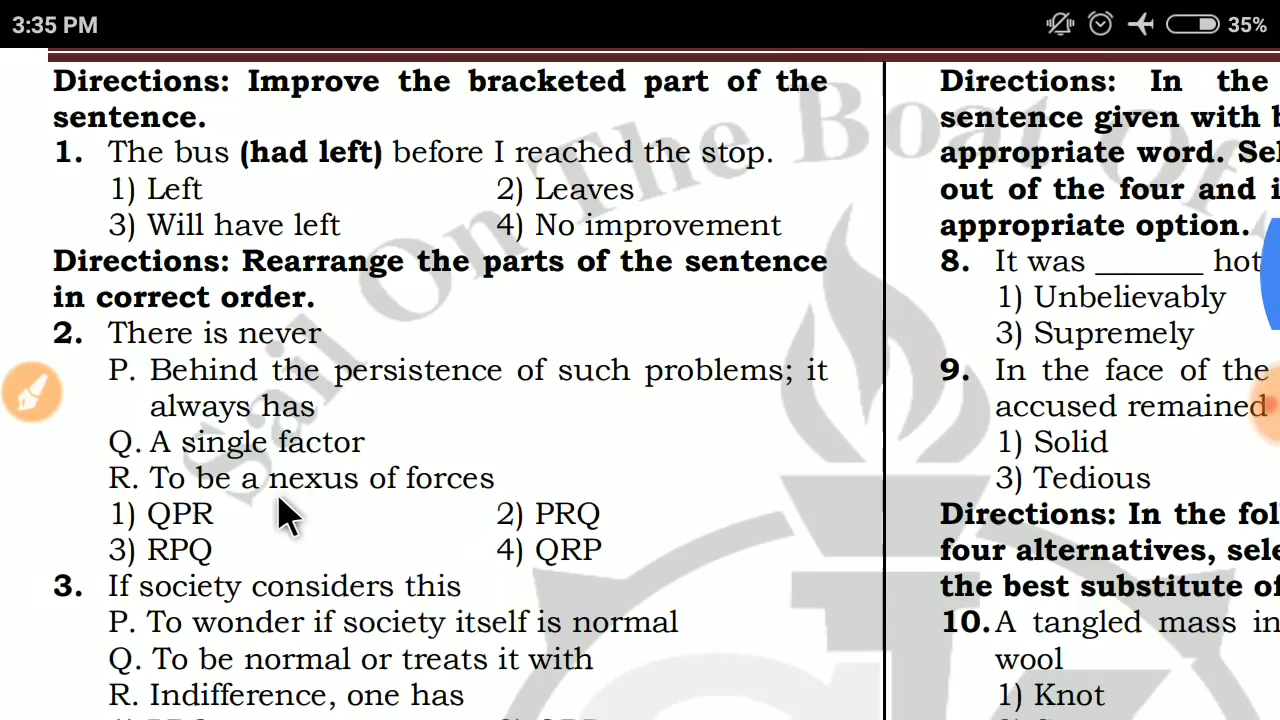 3:35 PM
35%
Directions: Improve the bracketed part of the
sentence.
1. The bus (had left) before I reached the stop.
1) Left 2) Leaves
3) Will have left 4) No improvement
Directions: Rearrange the parts of the sentence
in correct order.
2. There is never
P. Behind the persistence of such problems; it
always has
Q. A single factor
R. To be a nexus of forces
1) QPR 2) PRQ
3) RPQ 4) QRP
3. If society considers this
P. To wonder if society itself is normal
Q. To be normal or treats it with
R. Indifference, one has
Directions: In the
sentence given with
appropriate word.
out of the four and
appropriate option.
8. It was _______ hot
1) Unbelievably
3) Supremely
9. In the face of the
accused remained
1) Solid
3) Tedious
Directions: In the
four alternatives,
the best substitute of
10. A tangled mass in
wool
1) Knot
Sail On The Boat Of